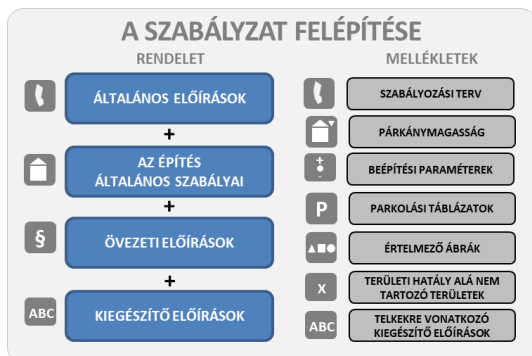 A SZABÁLYZAT FELÉPÍTÉSE
RENDELET
ÁLTALÁNOS ELŐÍRÁSOK
+
AZ ÉPÍTÉS
ÁLTALÁNOS SZABÁLYAI
+
§
ÖVEZETI ELŐÍRÁSOK
+
ABC
KIEGÉSZÍTŐ ELŐÍRÁSOK
MELLÉKLETEK
SZABÁLYOZÁSI TERV
PÁRKÁNYMAGASSÁG
BEÉPÍTÉSI PARAMÉTEREK
P
PARKOLÁSI TÁBLÁZATOK
ÉRTELMEZŐ ÁBRÁK
X
TERÜLETI HATÁLY ALÁ NEM
TARTOZÓ TERÜLETEK
ABC
TELKEKRE VONATKOZÓ
KIEGÉSZÍTŐ ELŐÍRÁSOK